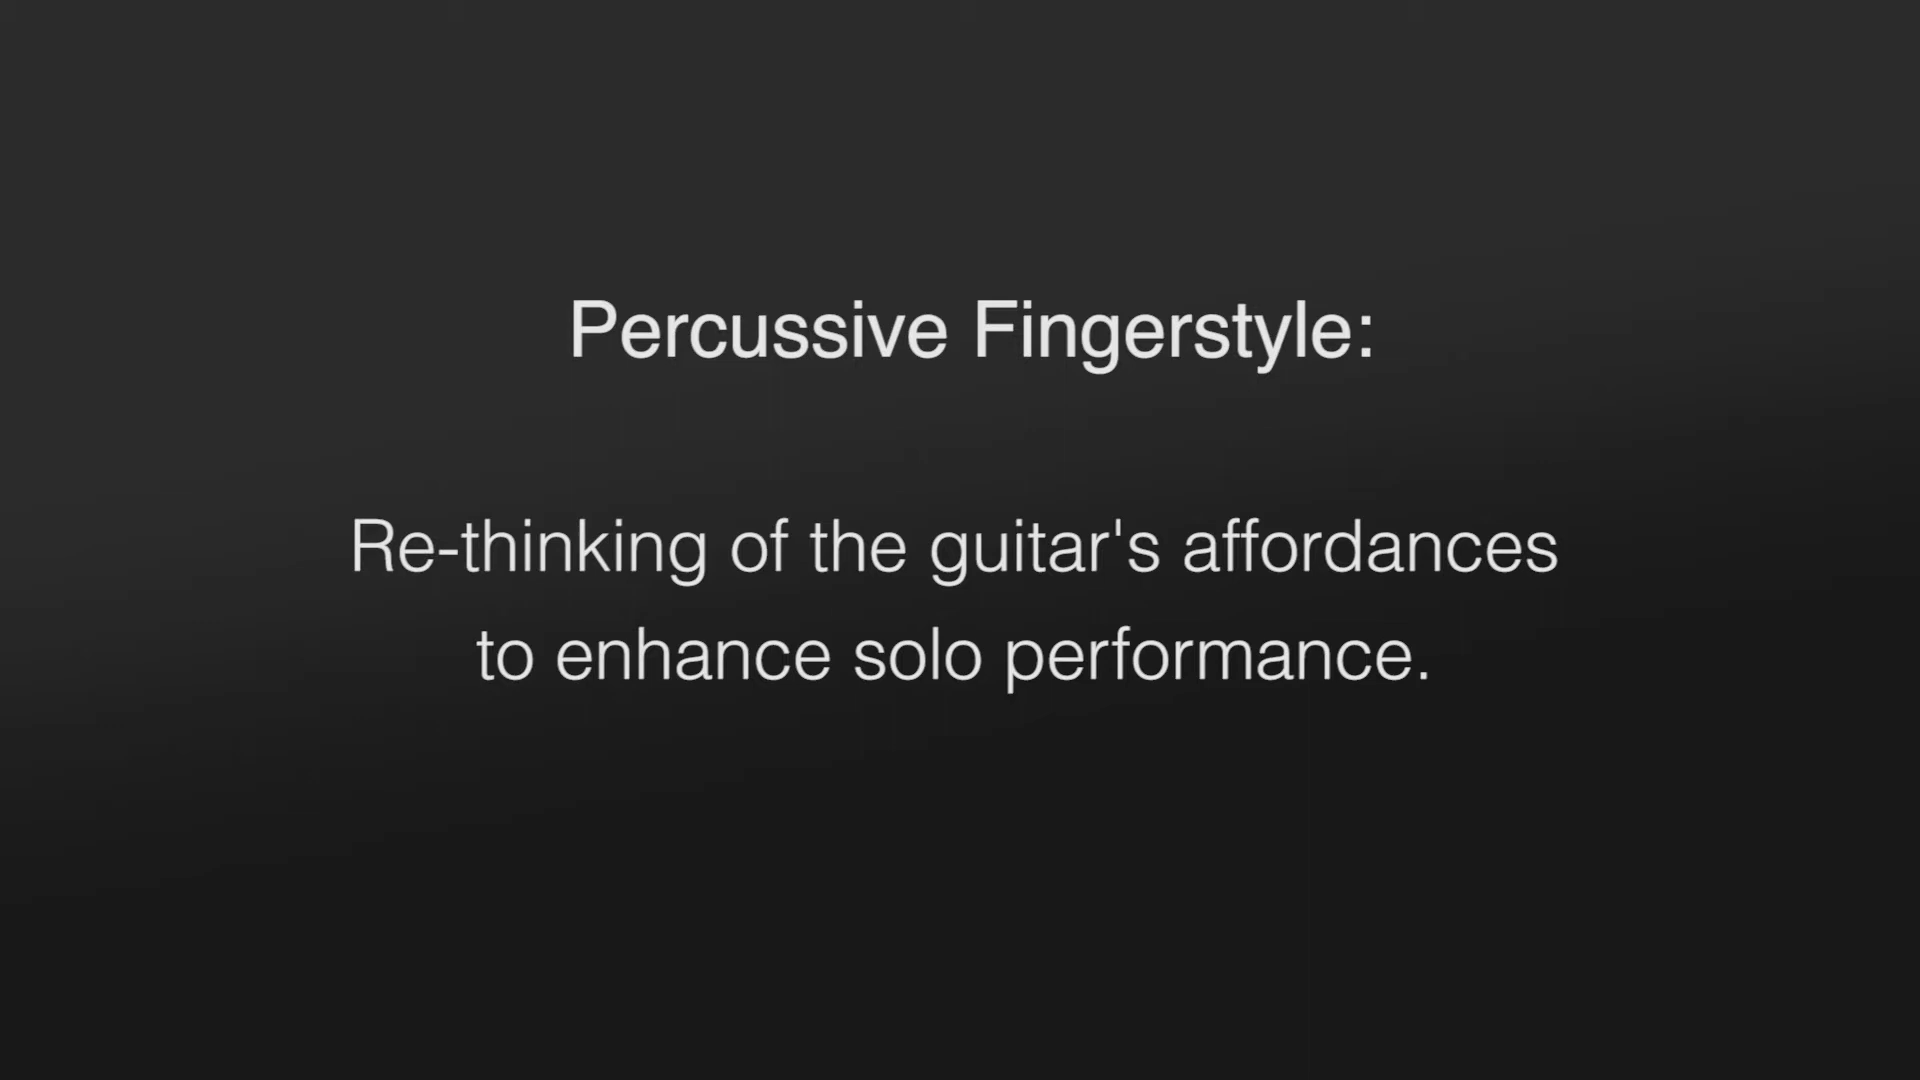 Percussive Fingerstyle:
Re-thinking of the guitar's affordances
to enhance solo performance.